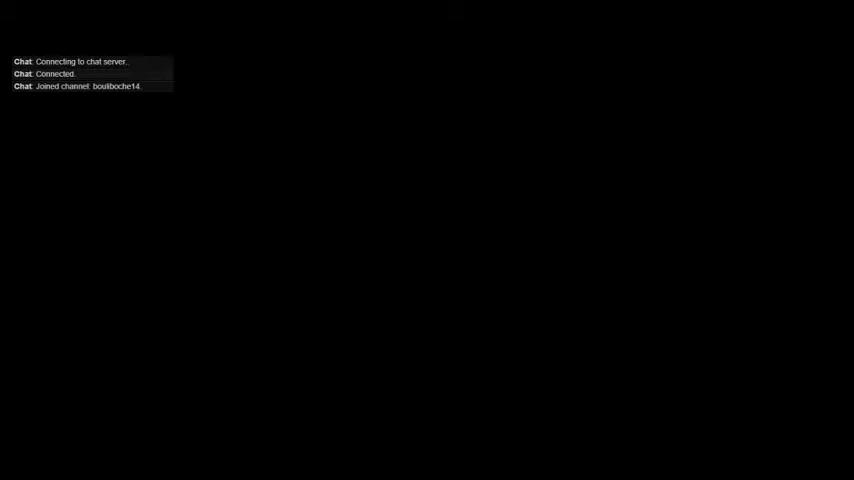 Chat: Connecting to chat server..
Chat: Connected.
Chat: Joined channel: bouliboche14.